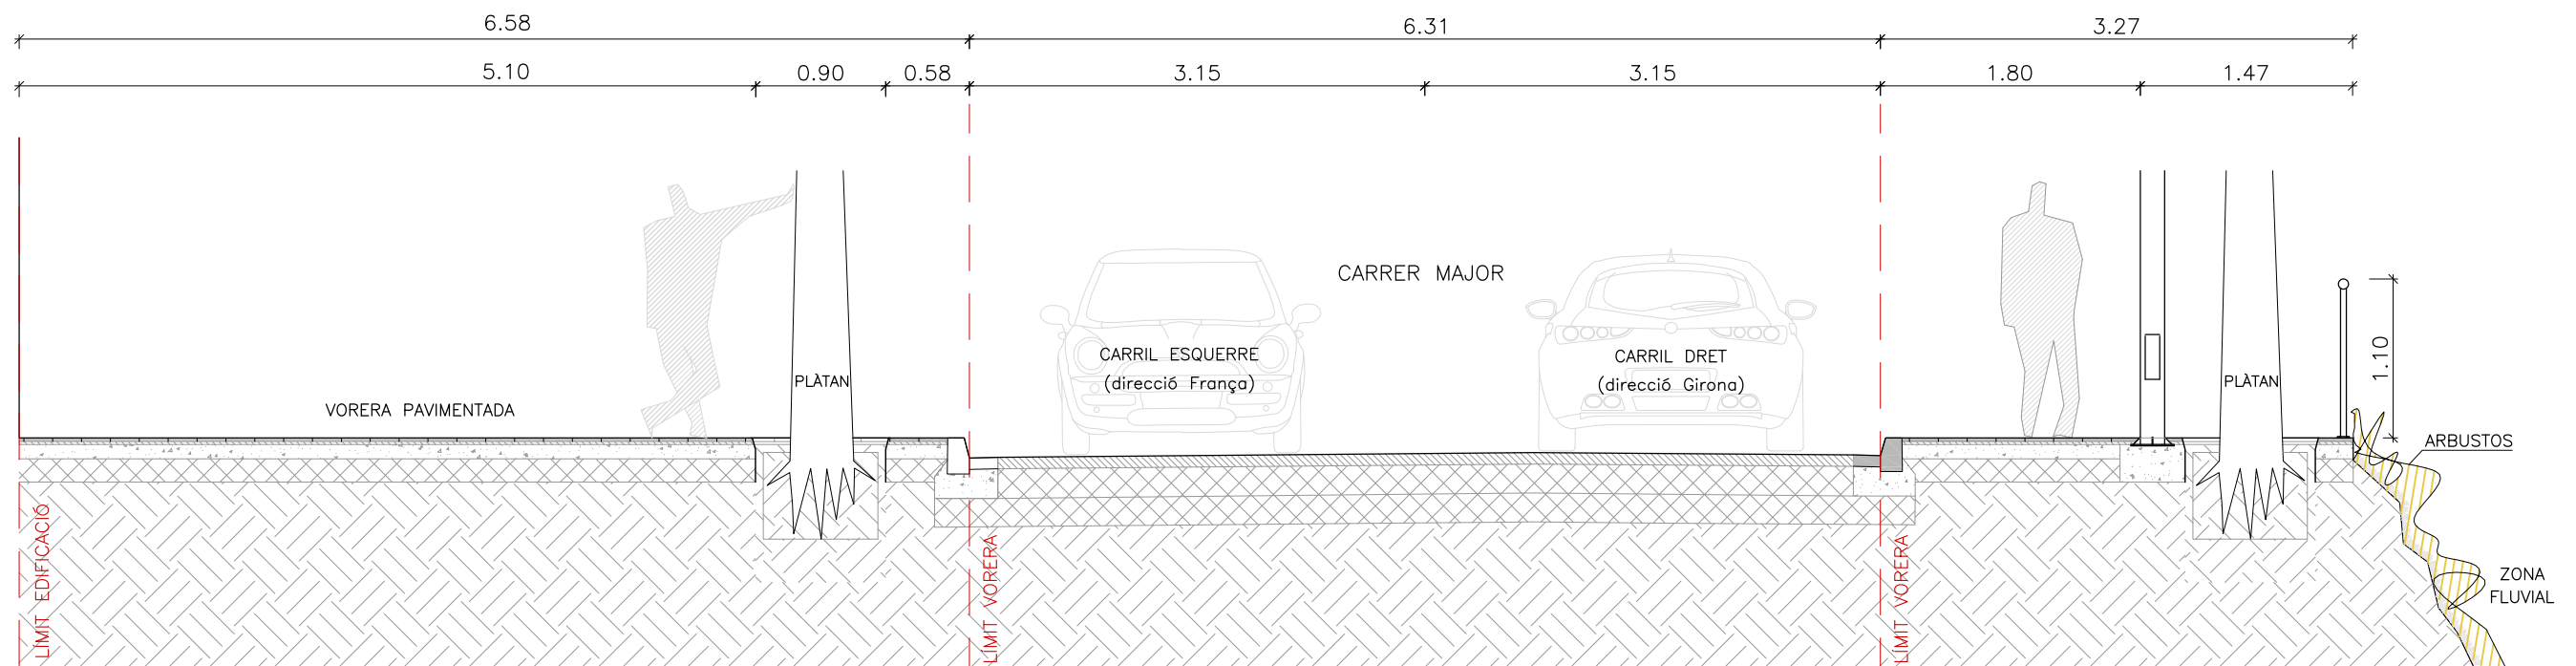 6.58 6.31 3.27
5.10 0.90 0.58 3.15 3.15 1.80 1.47
CARRER MAJOR
1.10
CARRIL ESQUERRE
(direcció França)
CARRIL DRET
(direcció Girona)
PLÀTAN
PLÀTAN
VORERA PAVIMENTADA
ARBUSTOS
LÍMIT EDIFICACIÓ
LÍMIT VORERA
LÍMIT VORERA
ZONA
FLUVIAL